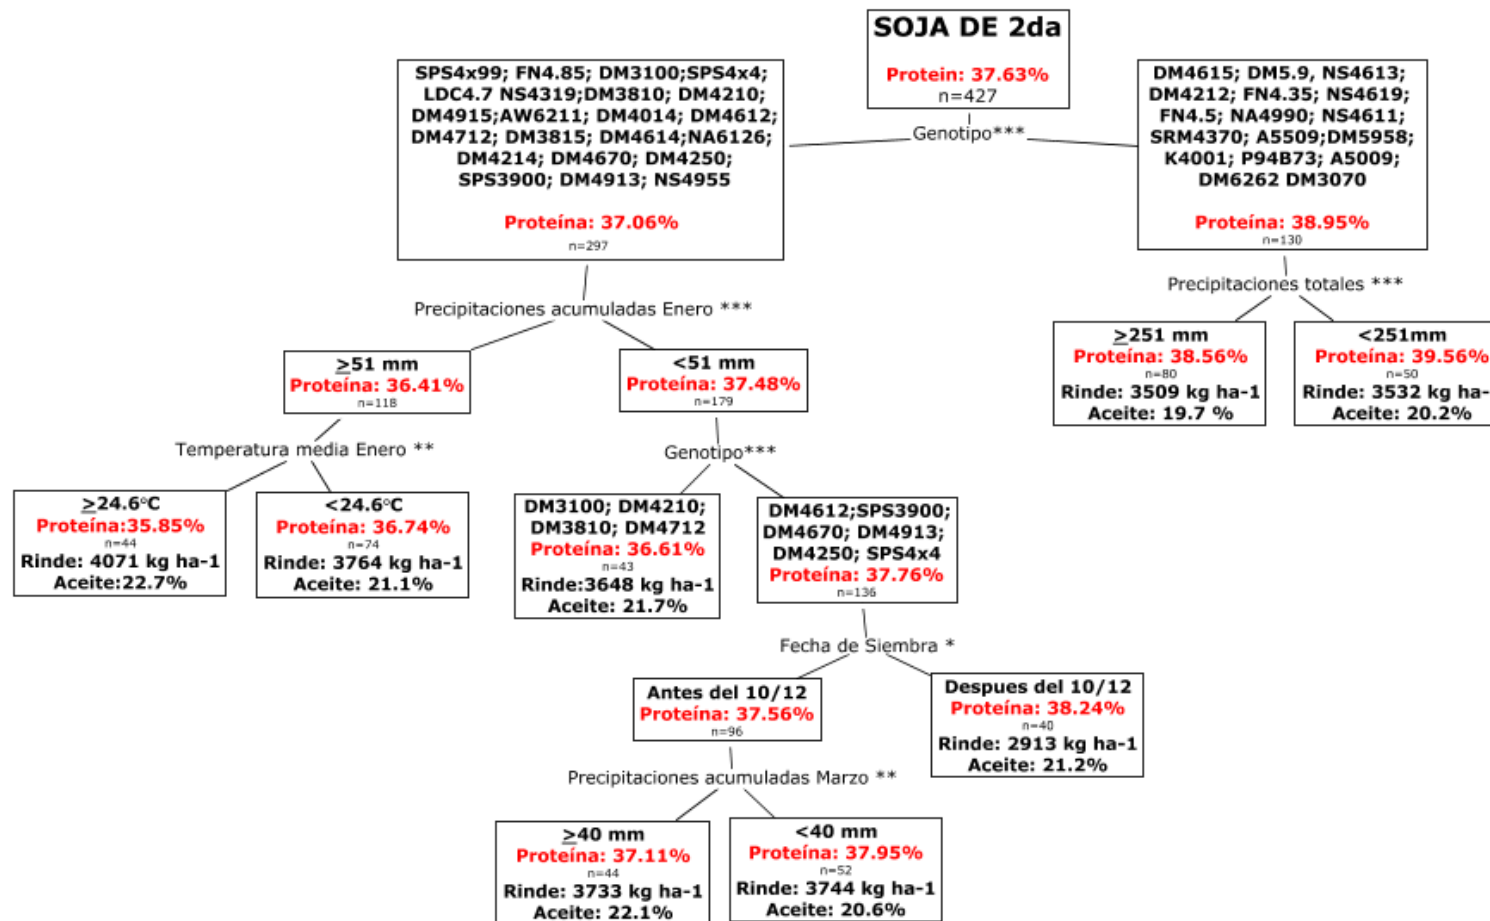 SOJA DE 2da
Protein: 37.63%
n=427
Genotipo***
SPS4x99; FN4.85; DM3100;SPS4x4;
LDC4.7 NS4319;DM3810; DM4210;
DM4915;AW6211; DM4014; DM4612;
DM4712; DM3815; DM4614;NA6126;
DM4214; DM4670; DM4250;
SPS3900; DM4913; NS4955
Proteína: 37.06%
n=297
DM4615; DM5.9, NS4613;
DM4212; FN4.35; NS4619;
FN4.5; NA4990; NS4611;
SRM4370; A5509;DM5958;
K4001; P94B73; A5009;
DM6262 DM3070
Proteína: 38.95%
n=130
Precipitaciones acumuladas Enero ***
Precipitaciones totales ***
≥51 mm
Proteína: 36.41%
n=118
<51 mm
Proteína: 37.48%
n=179
≥251 mm
Proteína: 38.56%
n=80
Rinde: 3509 kg ha-1
Aceite: 19.7 %
<251mm
Proteína: 39.56%
n=50
Rinde: 3532 kg ha-
Aceite: 20.2%
Temperatura media Enero **
Genotipo***
≥24.6°C
Proteína:35.85%
n=44
Rinde: 4071 kg ha-1
Aceite:22.7%
<24.6°C
Proteína: 36.74%
n=74
Rinde: 3764 kg ha-1
Aceite: 21.1%
DM3100; DM4210;
DM3810; DM4712
Proteína: 36.61%
n=43
Rinde:3648 kg ha-1
Aceite: 21.7%
DM4612;SPS3900;
DM4670; DM4913;
DM4250; SPS4x4
Proteína: 37.76%
n=136
Fecha de Siembra *
Antes del 10/12
Proteína: 37.56%
n=96
Despues del 10/12
Proteína: 38.24%
n=40
Rinde: 2913 kg ha-1
Aceite: 21.2%
Precipitaciones acumuladas Marzo **
≥40 mm
Proteína: 37.11%
n=44
Rinde: 3733 kg ha-1
Aceite: 22.1%
<40 mm
Proteína: 37.95%
n=52
Rinde: 3744 kg ha-1
Aceite: 20.6%